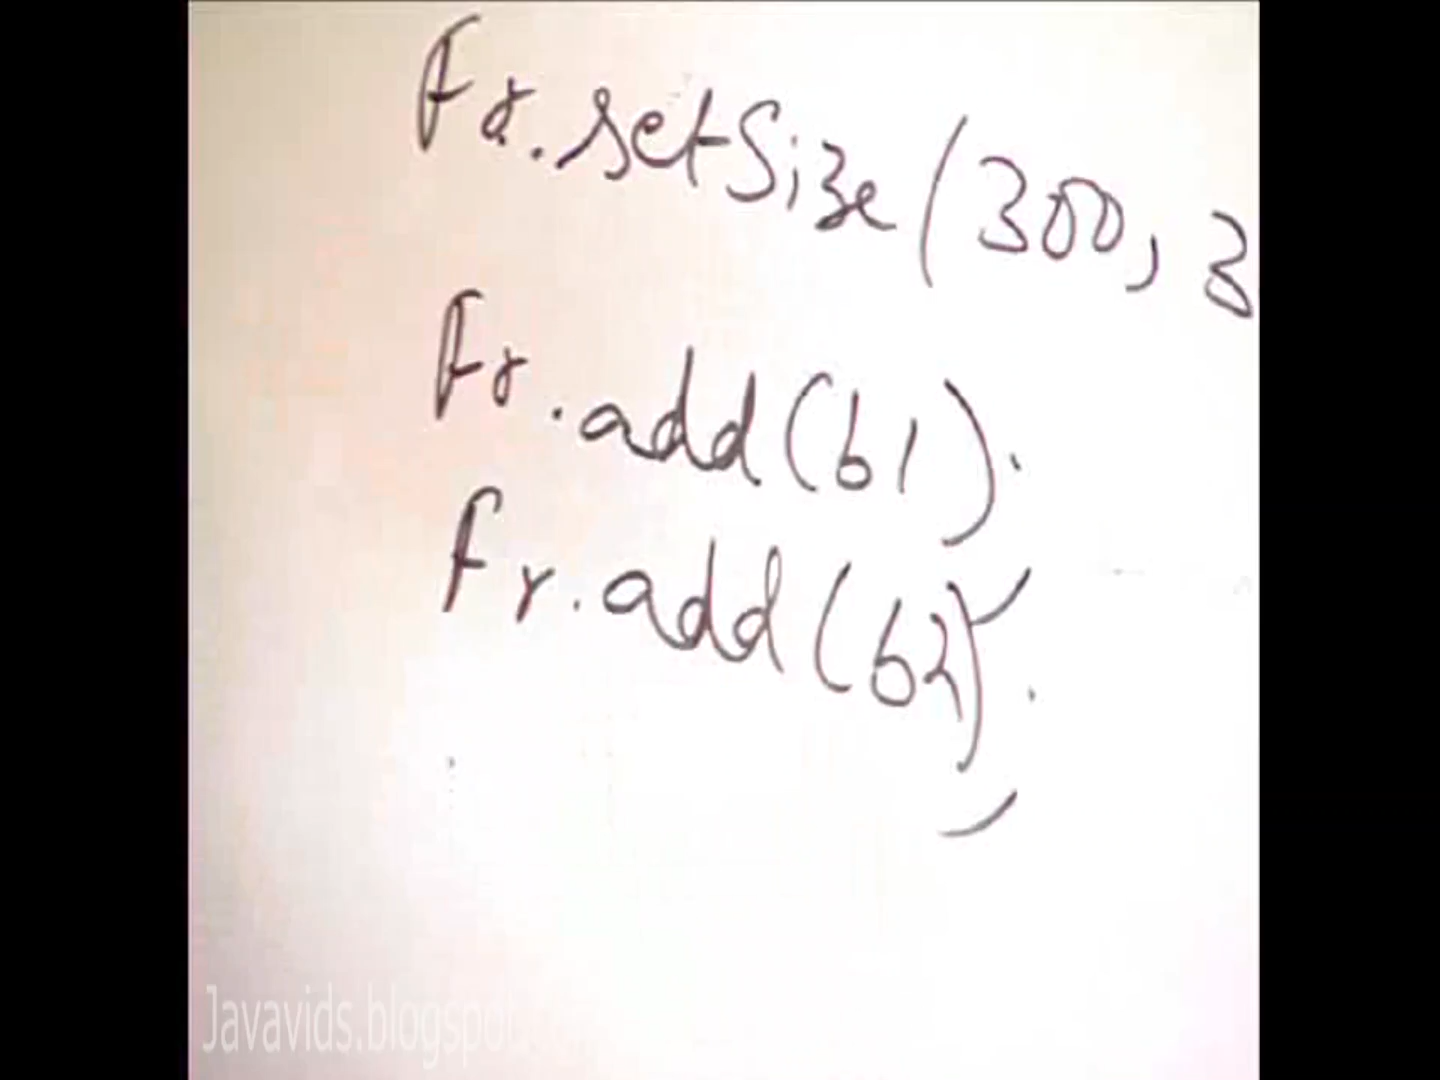 Fr.setSize(300, 3
Fr.add(b1).
Fr.add(b2).
Javavids.blogspot.